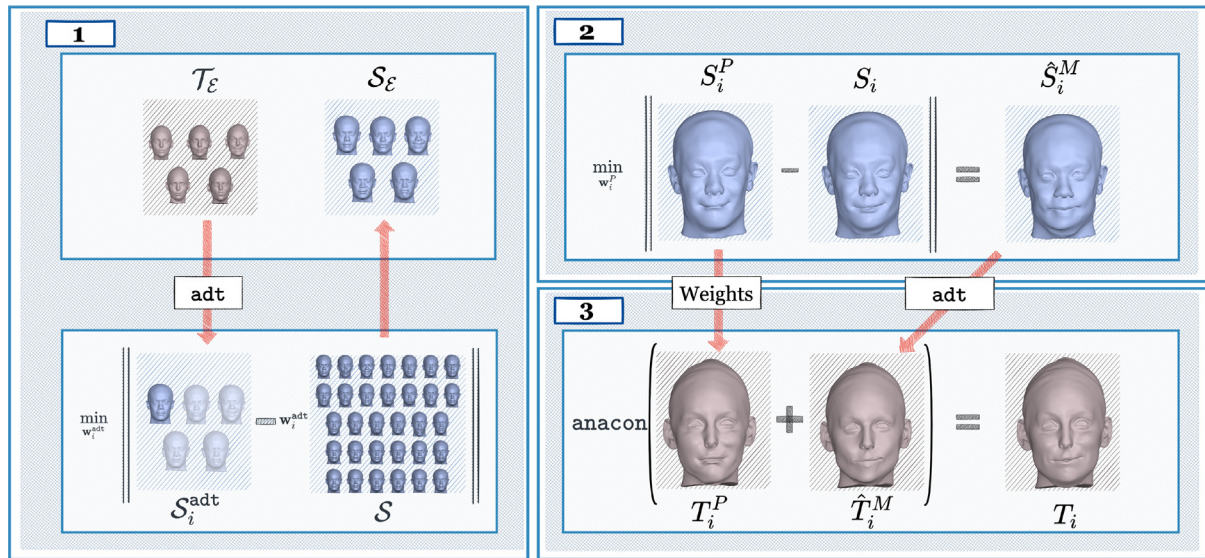 1
𝒯_ℰ
𝒮_ℰ
adt
min
w_i^adt
− w_i^adt
𝒮_i^adt
𝒮
2
S_i^P
S_i
Ŝ_i^M
min
w_i^P
− =
Weights
adt
3
anacon ( + ) =
T_i^P
T̂_i^M
T_i